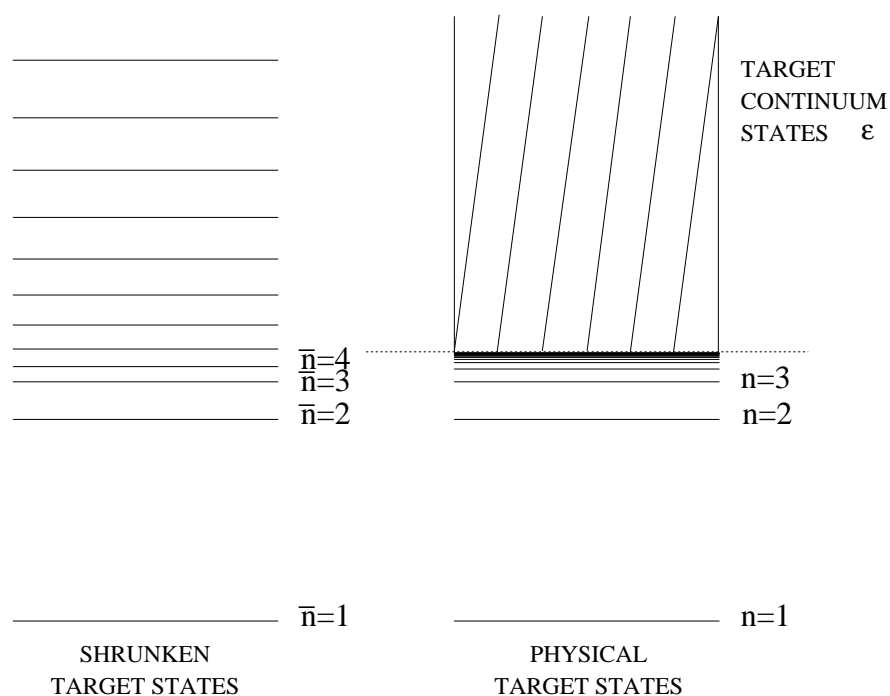 TARGET
CONTINUUM
STATES ε
n̅=4
n̅=3
n=3
n̅=2
n=2
n̅=1
n=1
SHRUNKEN
TARGET STATES
PHYSICAL
TARGET STATES